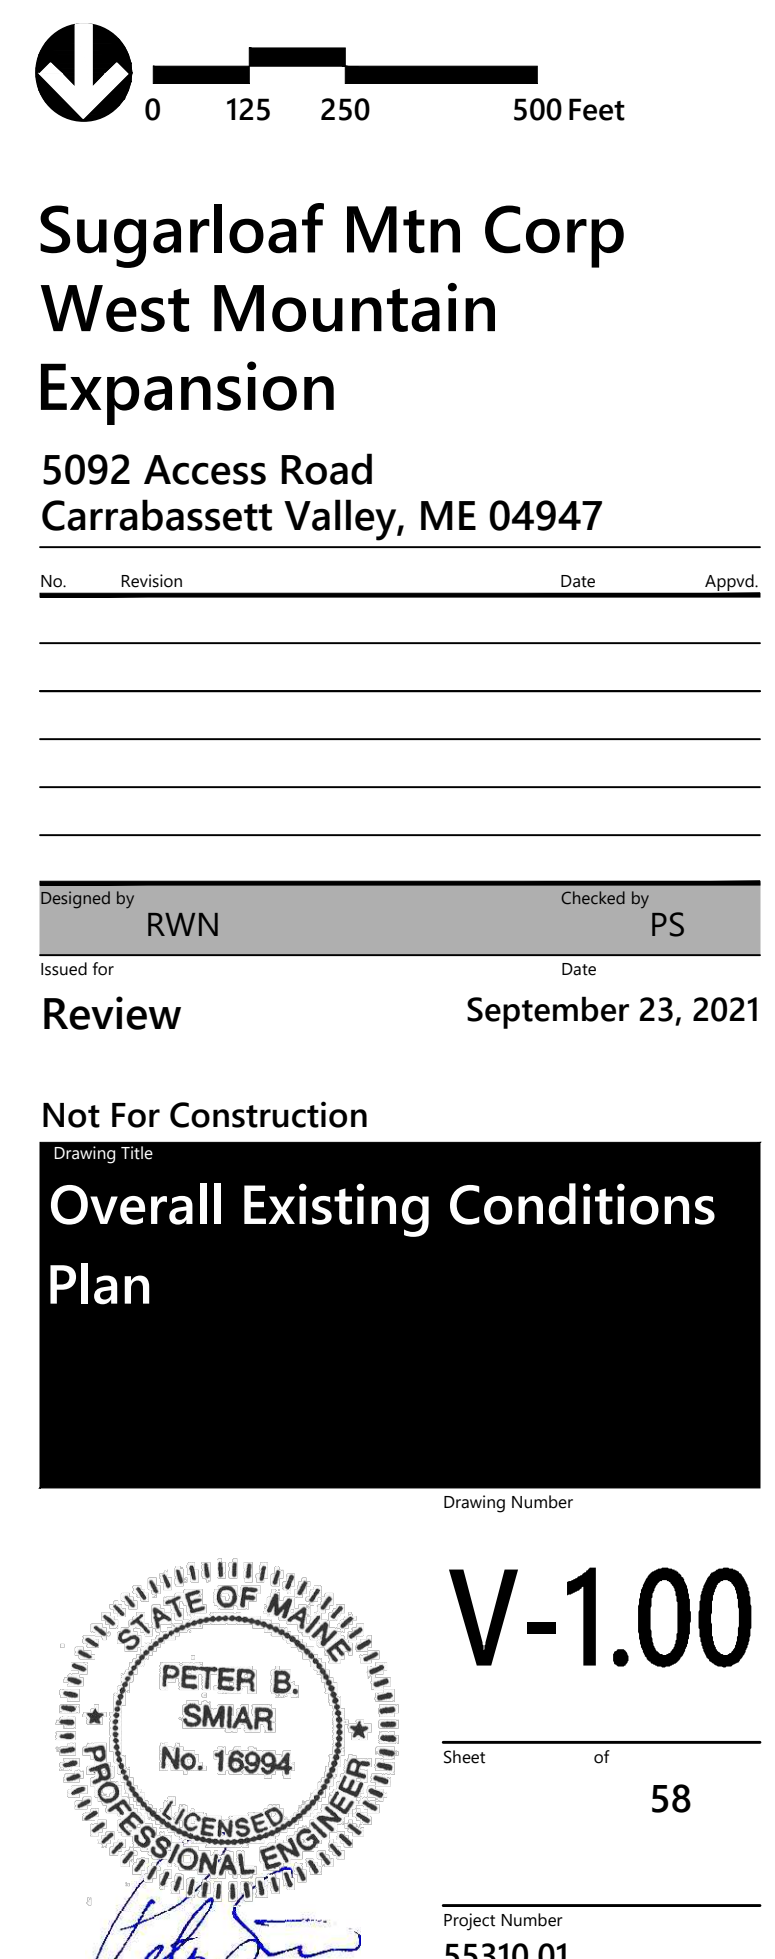 0 125 250 500 Feet
Sugarloaf Mtn Corp
West Mountain
Expansion
5092 Access Road
Carrabassett Valley, ME 04947
No. Revision Date Appvd.
Designed by Checked by
RWN PS
Issued for Date
Review September 23, 2021
Not For Construction
Drawing Title
Overall Existing Conditions
Plan
Drawing Number
V-1.00
STATE OF MAINE
PETER B.
SMIAR
No. 16994
LICENSED
PROFESSIONAL ENGINEER
Sheet of
58
Project Number
55310.01